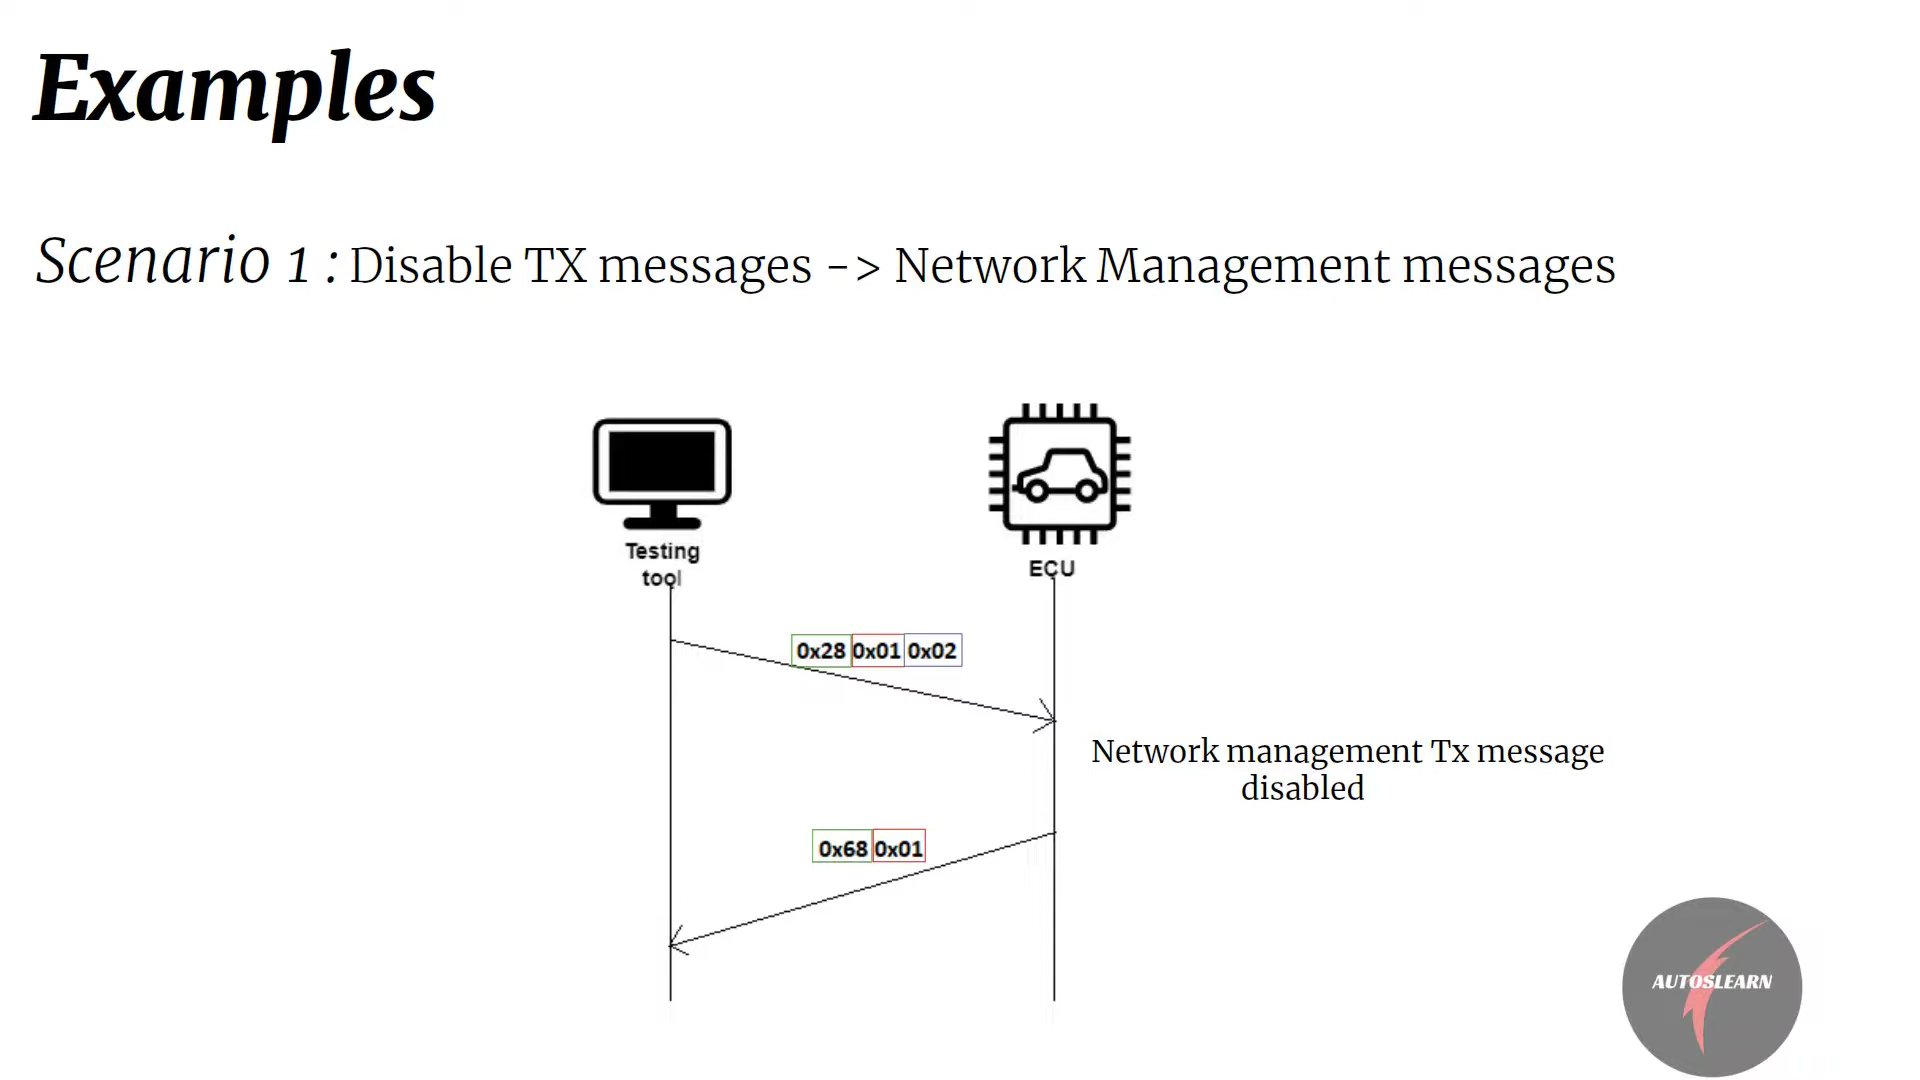 Examples
Scenario 1 : Disable TX messages -> Network Management messages
Testing
tool
ECU
0x28 0x01 0x02
Network management Tx message
disabled
0x68 0x01
AUTOSLEARN